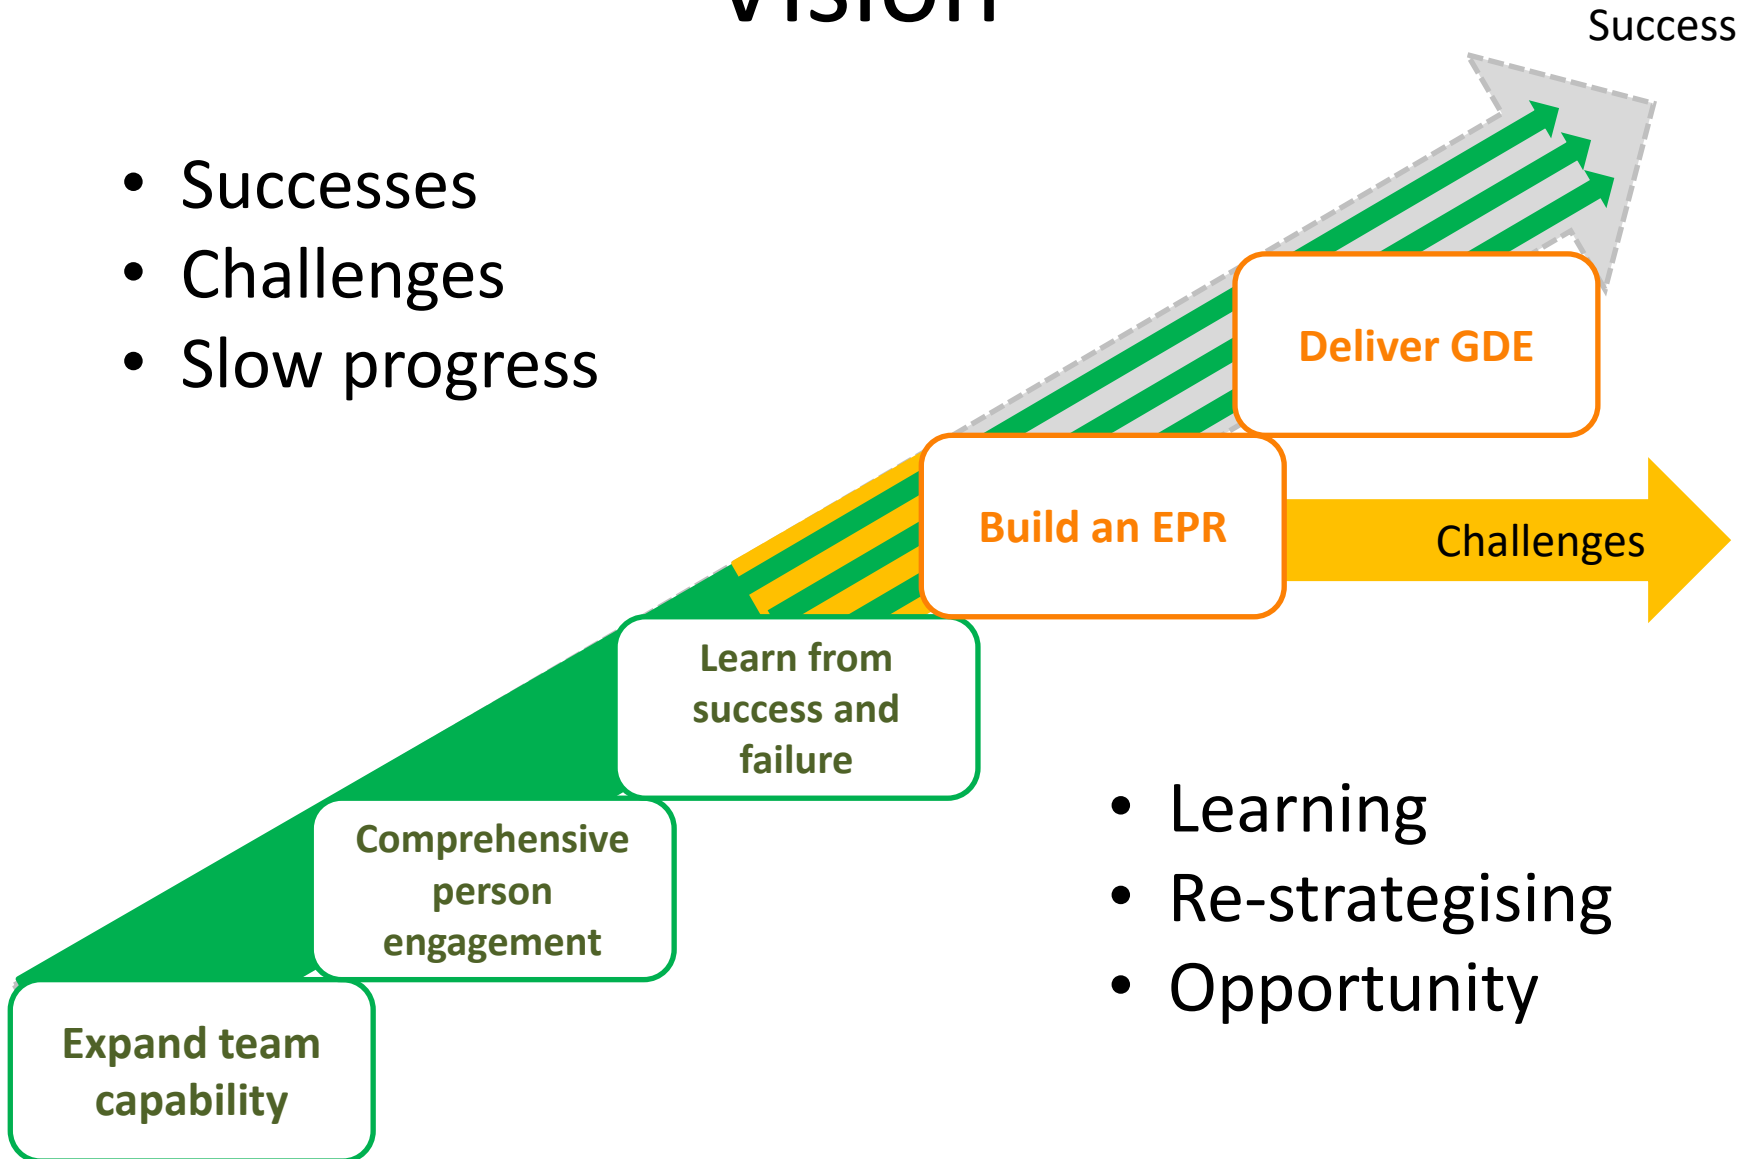 Vision
Success
• Successes
• Challenges
• Slow progress
Deliver GDE
Build an EPR
Challenges
Learn from
success and
failure
• Learning
• Re-strategising
• Opportunity
Comprehensive
person
engagement
Expand team
capability